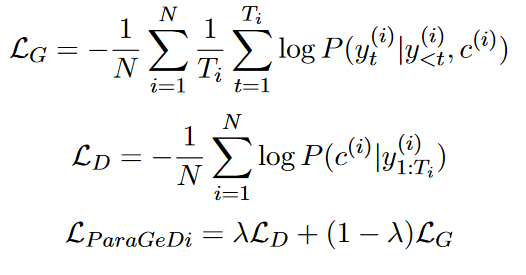 $\mathcal{L}_G = -\frac{1}{N} \sum_{i=1}^{N} \frac{1}{T_i} \sum_{t=1}^{T_i} \log P(y_t^{(i)} | y_{<t}^{(i)}, c^{(i)})$
$\mathcal{L}_D = -\frac{1}{N} \sum_{i=1}^{N} \log P(c^{(i)} | y_{1:T_i}^{(i)})$
$\mathcal{L}_{ParaGeDi} = \lambda \mathcal{L}_D + (1 - \lambda) \mathcal{L}_G$